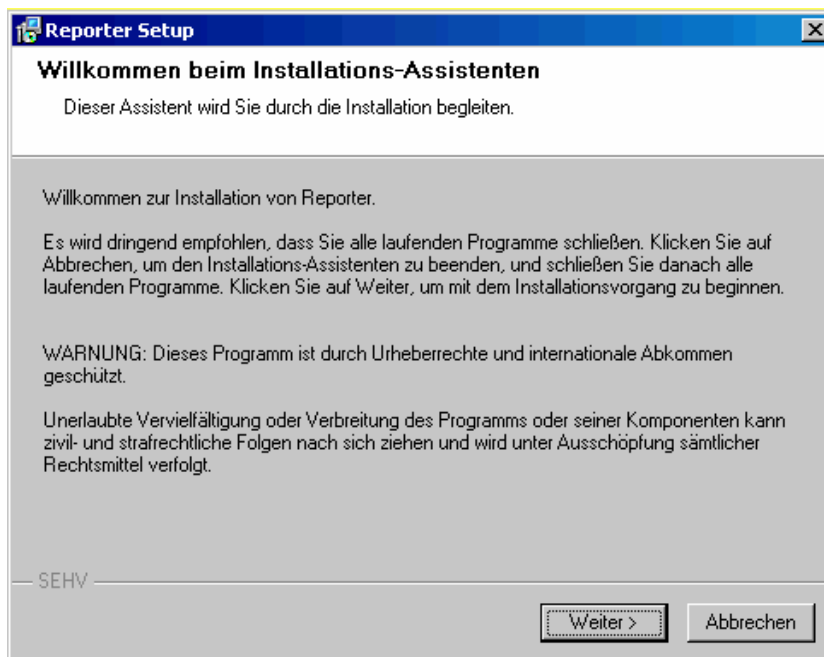 Reporter Setup
Willkommen beim Installations-Assistenten
Dieser Assistent wird Sie durch die Installation begleiten.
Willkommen zur Installation von Reporter.
Es wird dringend empfohlen, dass Sie alle laufenden Programme schließen. Klicken Sie auf
Abbrechen, um den Installations-Assistenten zu beenden, und schließen Sie danach alle
laufenden Programme. Klicken Sie auf Weiter, um mit dem Installationsvorgang zu beginnen.
WARNUNG: Dieses Programm ist durch Urheberrechte und internationale Abkommen
geschützt.
Unerlaubte Vervielfältigung oder Verbreitung des Programms oder seiner Komponenten kann
zivil- und strafrechtliche Folgen nach sich ziehen und wird unter Ausschöpfung sämtlicher
Rechtsmittel verfolgt.
SEHV
Weiter > Abbrechen